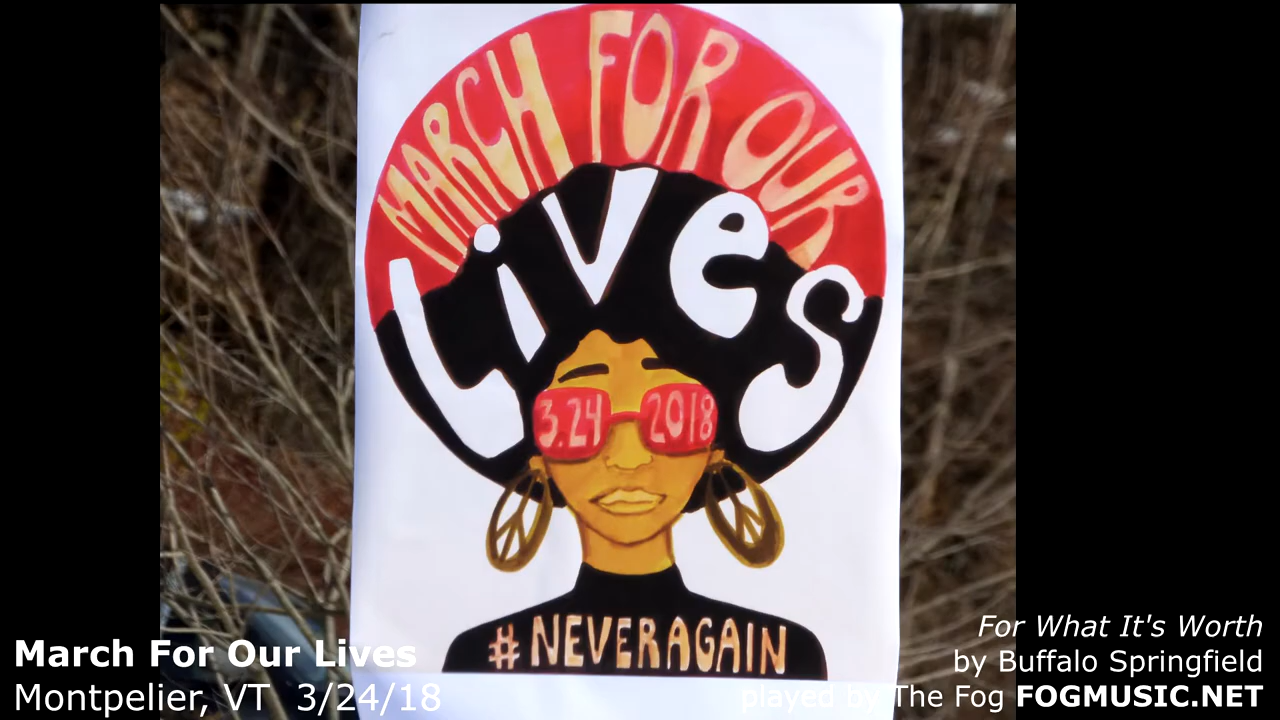 MARCH FOR OUR
Lives
3.24 2018
#NEVERAGAIN
March For Our Lives
Montpelier, VT 3/24/18
For What It's Worth
by Buffalo Springfield
played by The Fog FOGMUSIC.NET